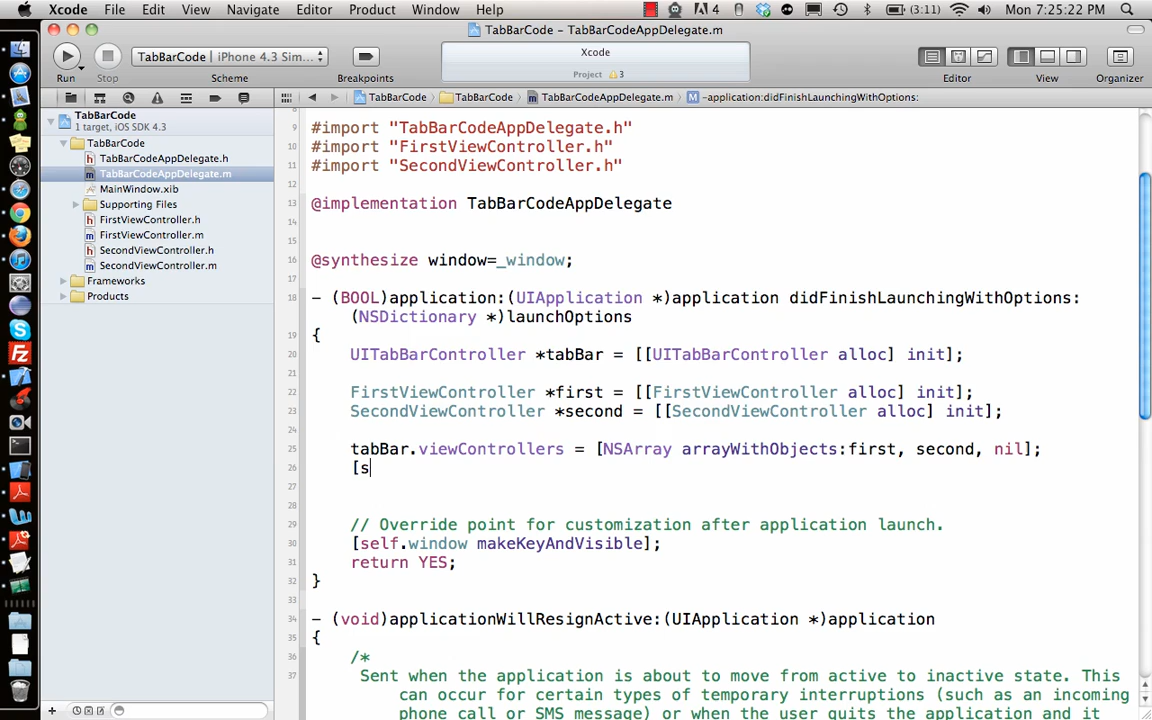 Xcode File Edit View Navigate Editor Product Window Help 4 (3:11) Mon 7:25:22 PM
TabBarCode – TabBarCodeAppDelegate.m
TabBarCode iPhone 4.3 Sim...
Xcode
Project 3
Run Stop Scheme Breakpoints Editor View Organizer
TabBarCode TabBarCode TabBarCodeAppDelegate.m M -application:didFinishLaunchingWithOptions:
TabBarCode
1 target, iOS SDK 4.3
TabBarCode
h TabBarCodeAppDelegate.h
m TabBarCodeAppDelegate.m
MainWindow.xib
Supporting Files
h FirstViewController.h
m FirstViewController.m
h SecondViewController.h
m SecondViewController.m
Frameworks
Products
9 #import "TabBarCodeAppDelegate.h"
10 #import "FirstViewController.h"
11 #import "SecondViewController.h"
12
13 @implementation TabBarCodeAppDelegate
14
15
16 @synthesize window=_window;
17
18 - (BOOL)application:(UIApplication *)application didFinishLaunchingWithOptions:
(NSDictionary *)launchOptions
19 {
20 UITabBarController *tabBar = [[UITabBarController alloc] init];
21
22 FirstViewController *first = [[FirstViewController alloc] init];
23 SecondViewController *second = [[SecondViewController alloc] init];
24
25 tabBar.viewControllers = [NSArray arrayWithObjects:first, second, nil];
26 [s
27
28
29 // Override point for customization after application launch.
30 [self.window makeKeyAndVisible];
31 return YES;
32 }
33
34 - (void)applicationWillResignActive:(UIApplication *)application
35 {
36 /*
37 Sent when the application is about to move from active to inactive state. This
can occur for certain types of temporary interruptions (such as an incoming
phone call or SMS message) or when the user quits the application and it